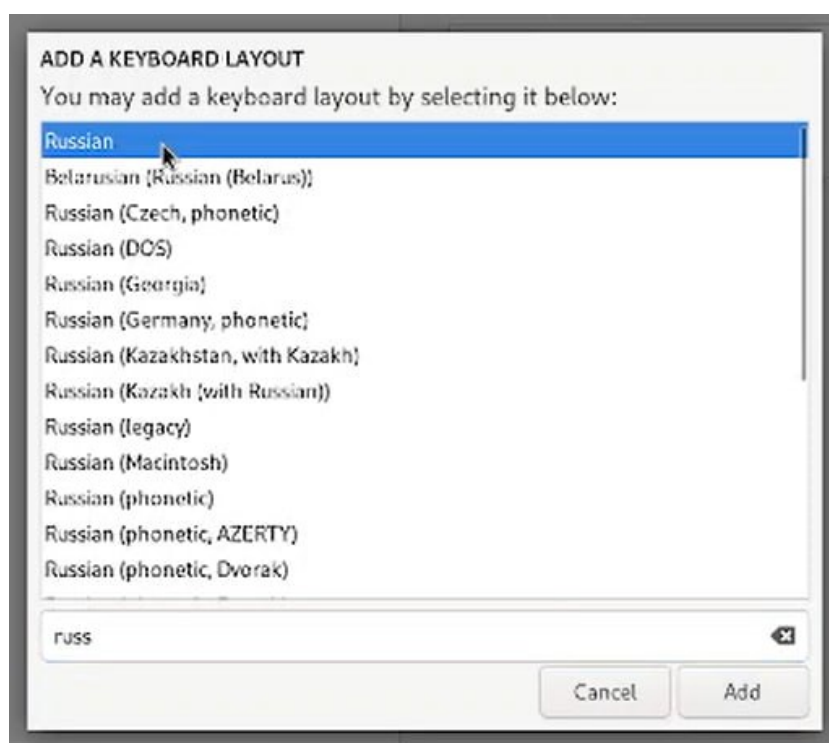 ADD A KEYBOARD LAYOUT
You may add a keyboard layout by selecting it below:
Russian
Belarusian (Russian (Belarus))
Russian (Czech, phonetic)
Russian (DOS)
Russian (Georgia)
Russian (Germany, phonetic)
Russian (Kazakhstan, with Kazakh)
Russian (Kazakh (with Russian))
Russian (legacy)
Russian (Macintosh)
Russian (phonetic)
Russian (phonetic, AZERTY)
Russian (phonetic, Dvorak)
russ
Cancel
Add